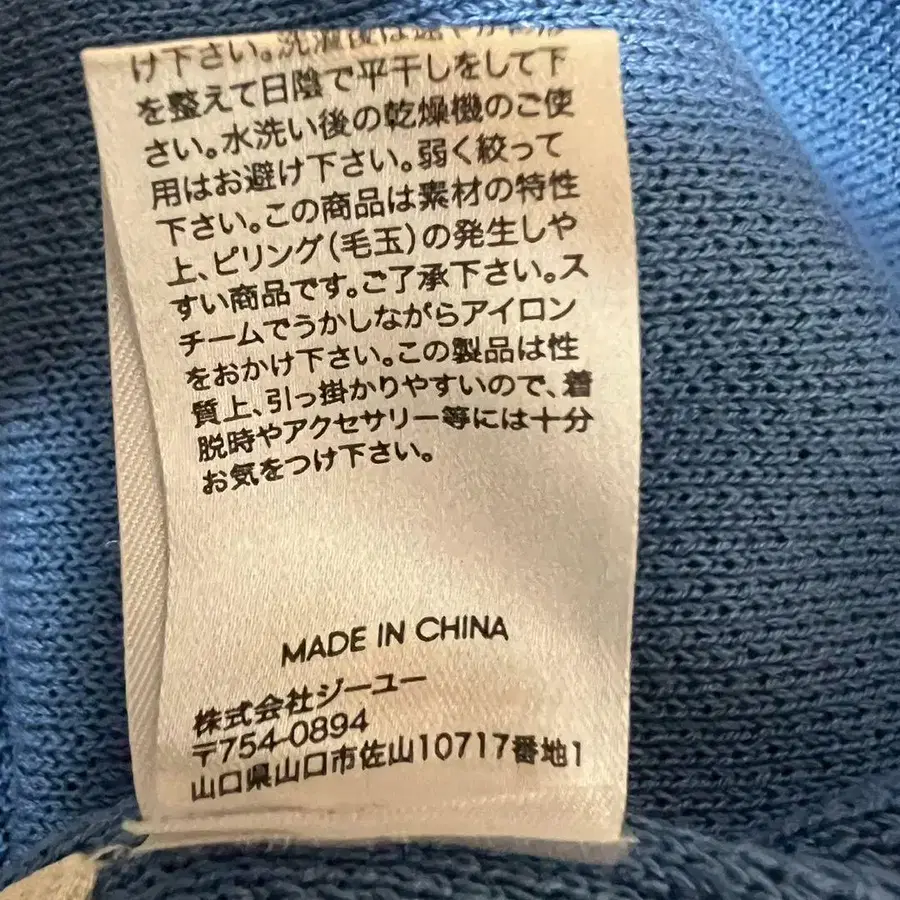 け下さい。洗濯後は速やかに形
を整えて日陰で平干しをして下
さい。水洗い後の乾燥機のご使
用はお避け下さい。弱く絞って
下さい。この商品は素材の特性
上、ピリング(毛玉)の発生しや
すい商品です。ご了承下さい。ス
チームでうかしながらアイロン
をおかけ下さい。この製品は性
質上、引っ掛かりやすいので、着
脱時やアクセサリー等には十分
お気をつけ下さい。
MADE IN CHINA
株式会社ジーユー
〒754-0894
山口県山口市佐山10717番地1